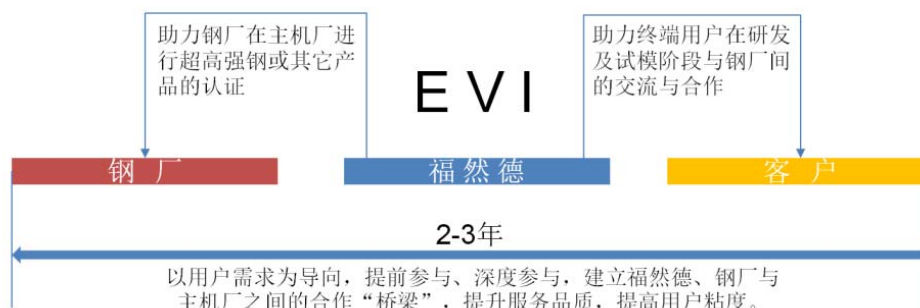 助力钢厂在主机厂进
行超高强钢或其它产
品的认证
助力终端用户在研发
及试模阶段与钢厂间
的交流与合作
EVI
钢 厂
福然德
客 户
2-3年
以用户需求为导向，提前参与、深度参与，建立福然德、钢厂与
主机厂之间的合作“桥梁”，提升服务品质，提高用户粘度。